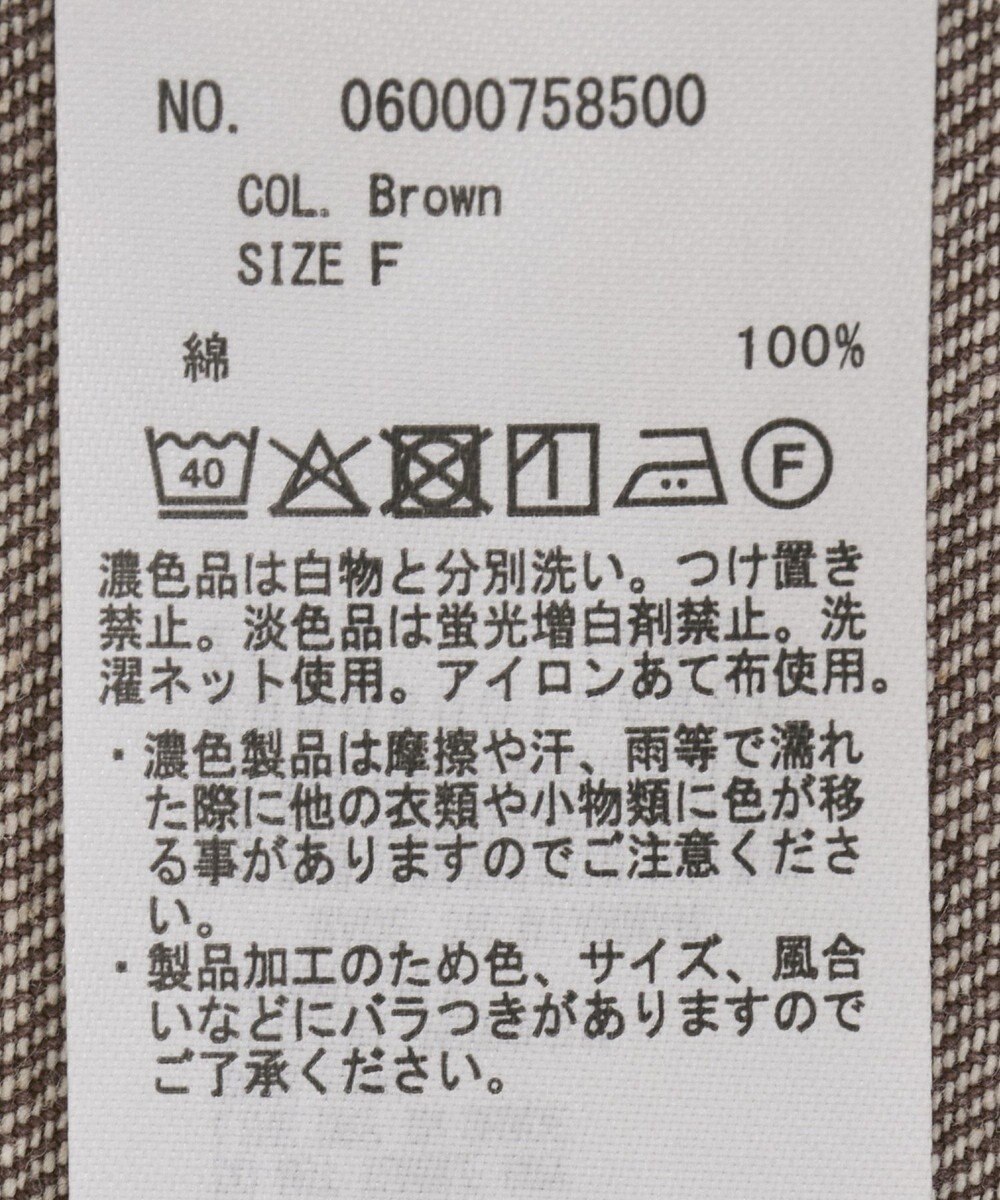 NO. 06000758500
COL. Brown
SIZE F
綿 100%
40 F
濃色品は白物と分別洗い。つけ置き
禁止。淡色品は蛍光増白剤禁止。洗
濯ネット使用。アイロンあて布使用。
・濃色製品は摩擦や汗、雨等で濡れ
た際に他の衣類や小物類に色が移
る事がありますのでご注意くださ
い。
・製品加工のため色、サイズ、風合
いなどにバラつきがありますので
ご了承ください。